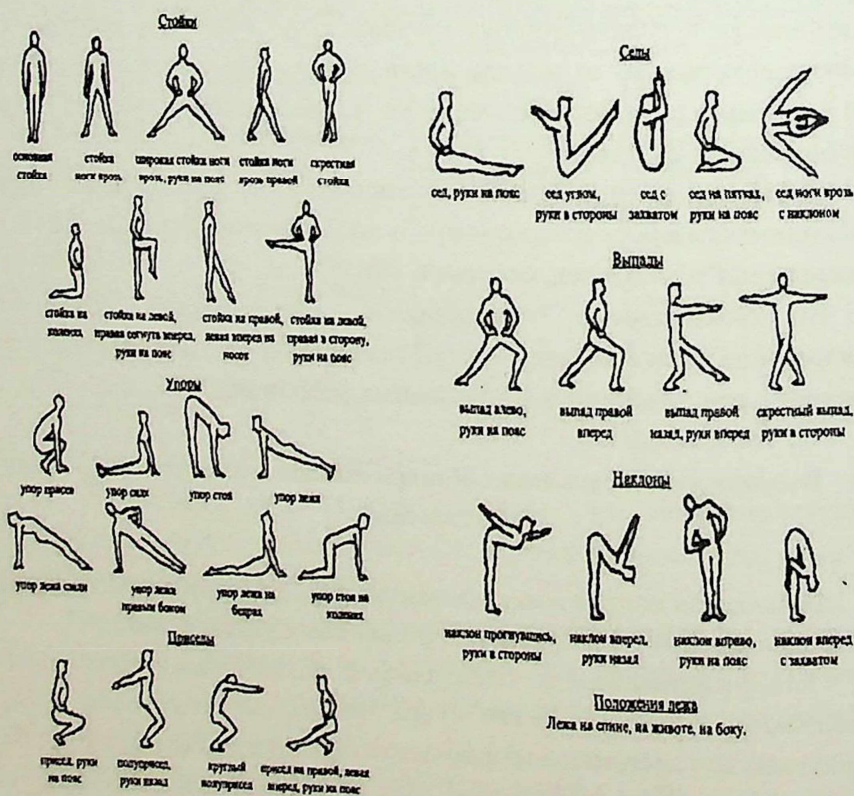 Стойки
основная
стойка
стойка
ноги врозь
широкая стойка ноги
врозь, руки на пояс
стойка ноги
врозь правой
скрестная
стойка
стойка на
коленях
стойка на левой,
правая согнуть вперед,
руки на пояс
стойка на правой,
левая вперед на
носок
стойка на левой,
правая в сторону,
руки на пояс
Упоры
упор присев
упор сидя
упор стоя
упор лежа
упор лежа сзади
упор лежа
правым боком
упор лежа на
бедрах
упор стоя на
коленях
Приседы
присед, руки
на пояс
полуприсед,
руки назад
круглый
полуприсед
присед на правой, левая
вперед, руки на пояс
Седы
сед, руки на пояс
сед углом,
руки в стороны
сед с
захватом
сед на пятках,
руки на пояс
сед ноги врозь
с наклоном
Выпады
выпад влево,
руки на пояс
выпад правой
вперед
выпад правой
назад, руки вперед
скрестный выпад,
руки в стороны
Наклоны
наклон прогнувшись,
руки в стороны
наклон вперед,
руки назад
наклон вправо,
руки на пояс
наклон вперед
с захватом
Положения лежа
Лежа на спине, на животе, на боку.